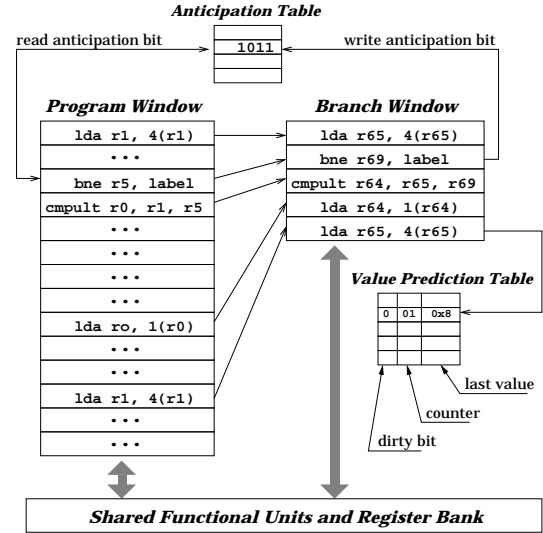 Anticipation Table
read anticipation bit
1011
write anticipation bit
Program Window
lda r1, 4(r1)
...
bne r5, label
cmpult r0, r1, r5
...
...
...
...
lda ro, 1(r0)
...
...
lda r1, 4(r1)
...
...
Branch Window
lda r65, 4(r65)
bne r69, label
cmpult r64, r65, r69
lda r64, 1(r64)
lda r65, 4(r65)
Value Prediction Table
0 01 0x8
last value
counter
dirty bit
Shared Functional Units and Register Bank